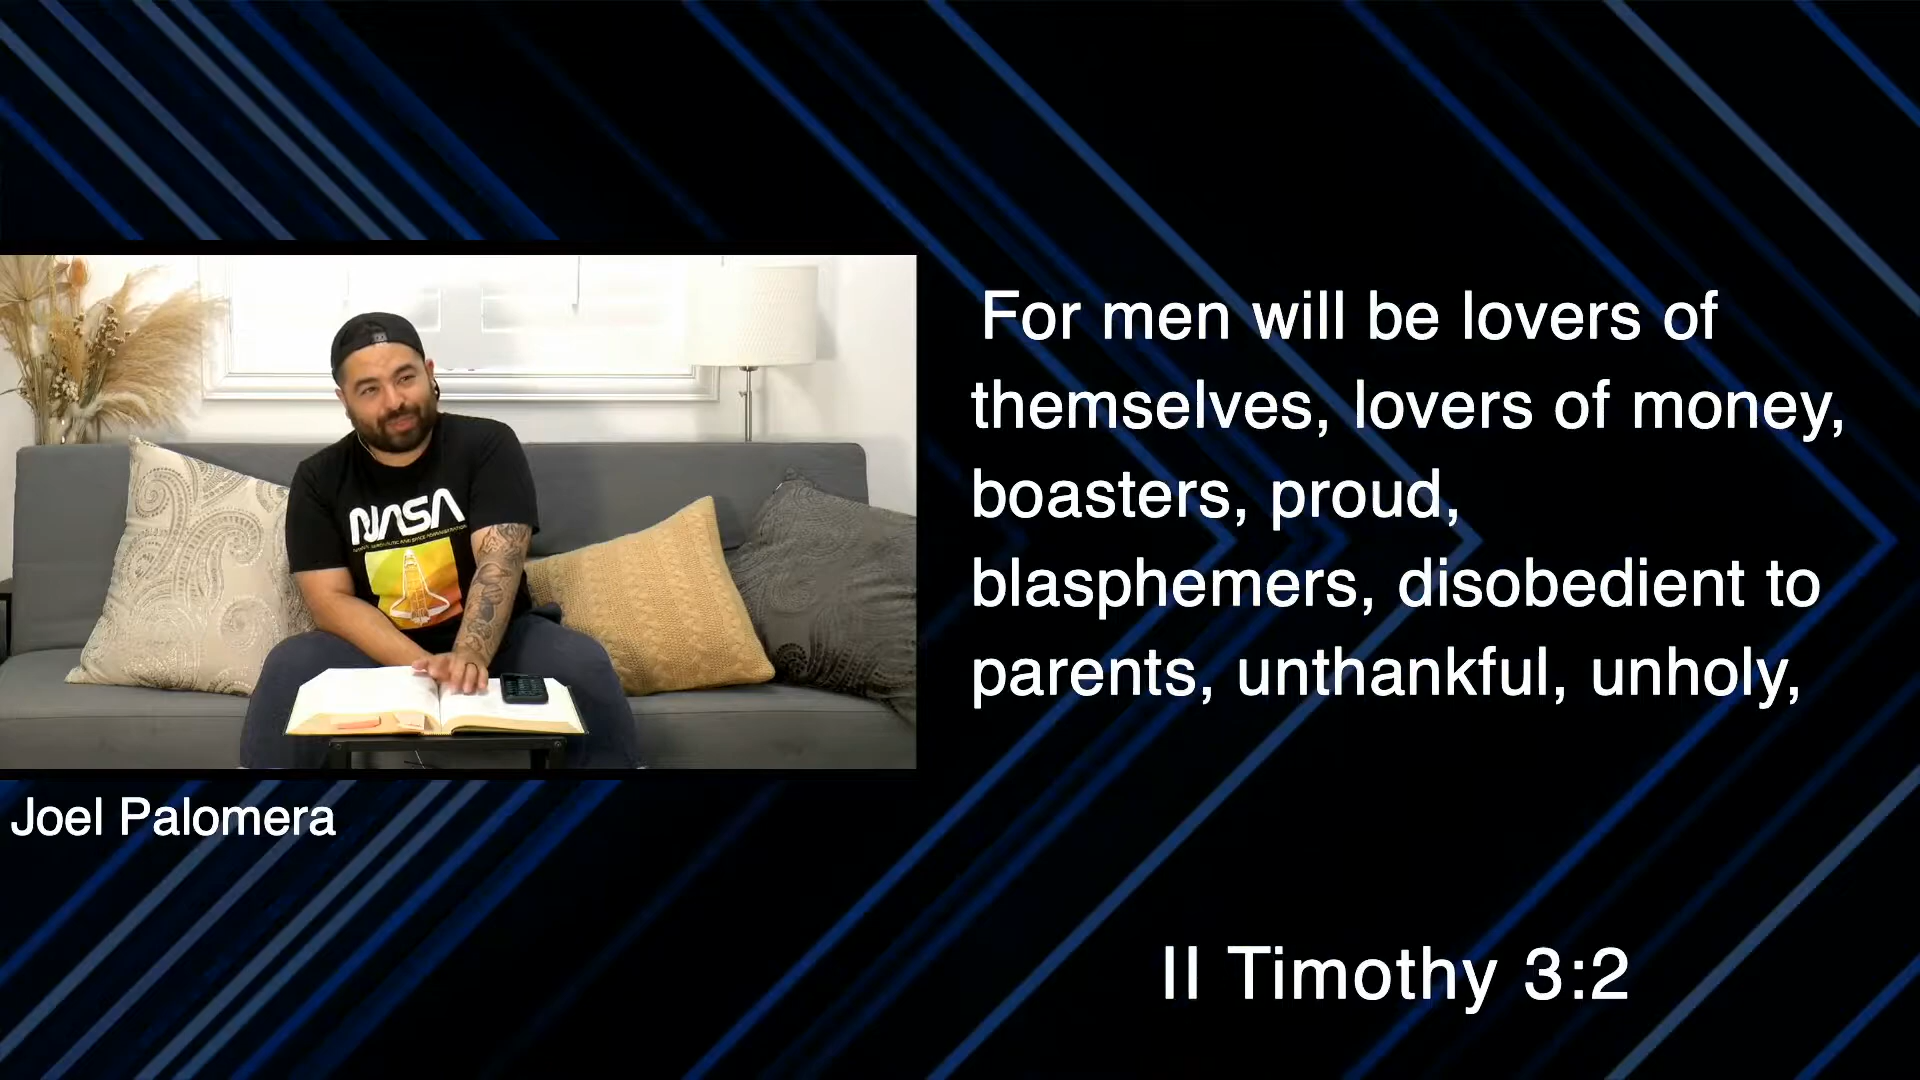 For men will be lovers of
themselves, lovers of money,
boasters, proud,
blasphemers, disobedient to
parents, unthankful, unholy,
II Timothy 3:2
NASA
Joel Palomera